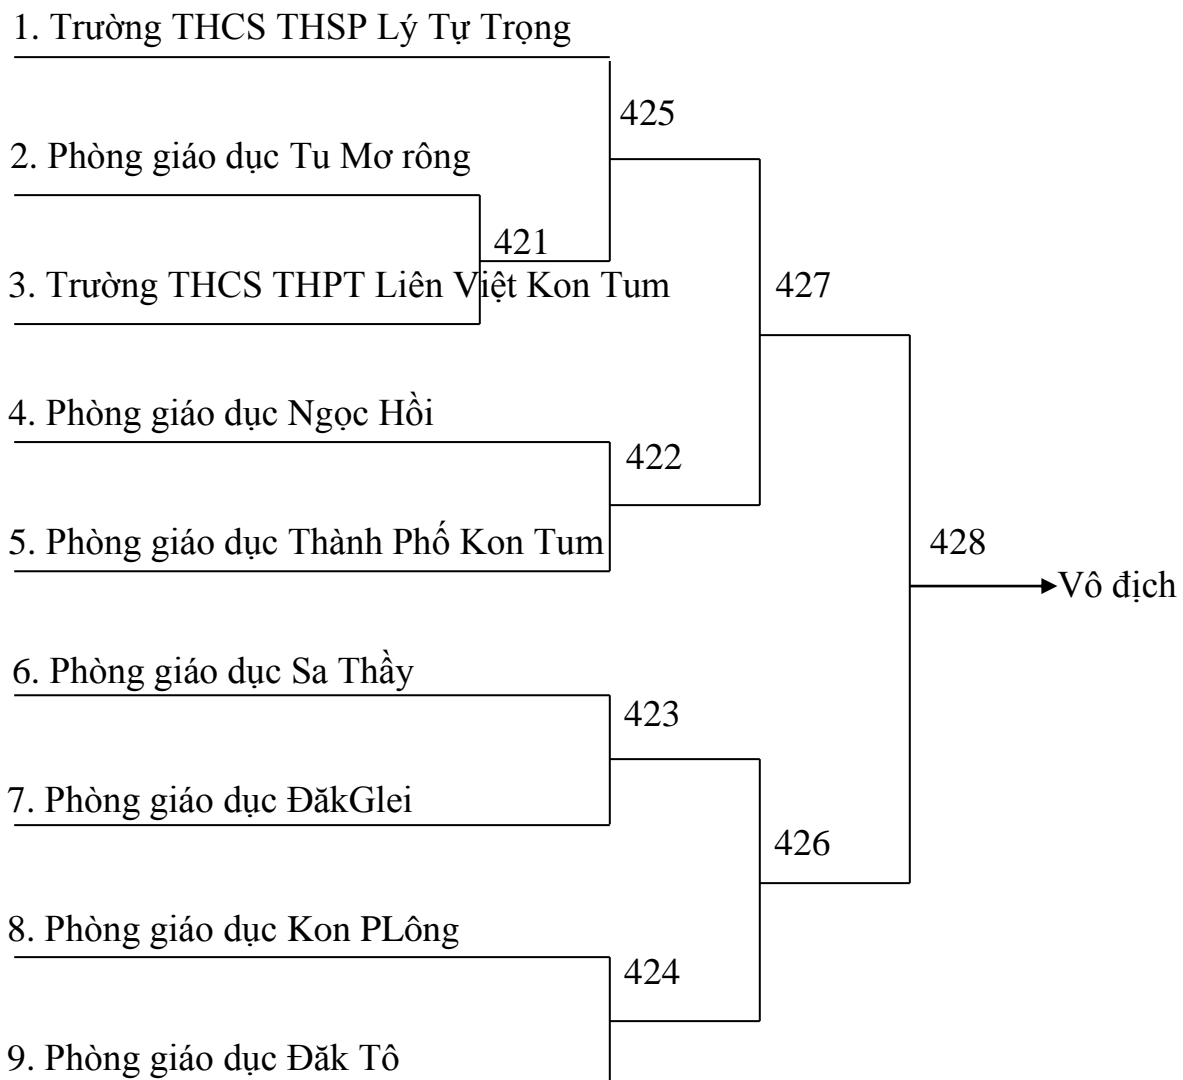 1. Trường THCS THSP Lý Tự Trọng
425
2. Phòng giáo dục Tu Mơ rông
421
3. Trường THCS THPT Liên Việt Kon Tum
427
4. Phòng giáo dục Ngọc Hồi
422
5. Phòng giáo dục Thành Phố Kon Tum
428
Vô địch
6. Phòng giáo dục Sa Thầy
423
7. Phòng giáo dục ĐăkGlei
426
8. Phòng giáo dục Kon PLông
424
9. Phòng giáo dục Đăk Tô